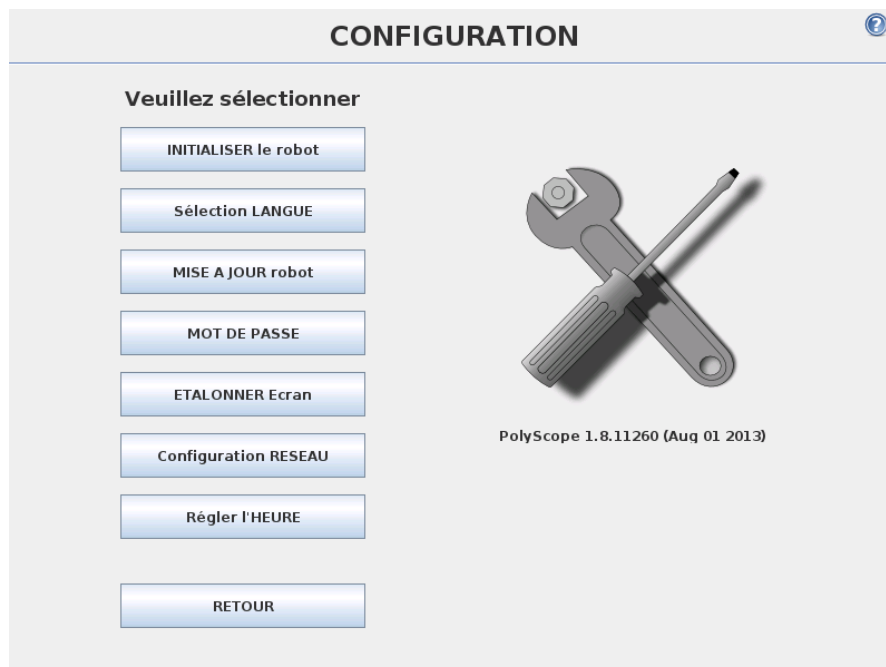 CONFIGURATION
?
Veuillez sélectionner
INITIALISER le robot
Sélection LANGUE
MISE A JOUR robot
MOT DE PASSE
ETALONNER Ecran
Configuration RESEAU
Régler l'HEURE
RETOUR
PolyScope 1.8.11260 (Aug 01 2013)